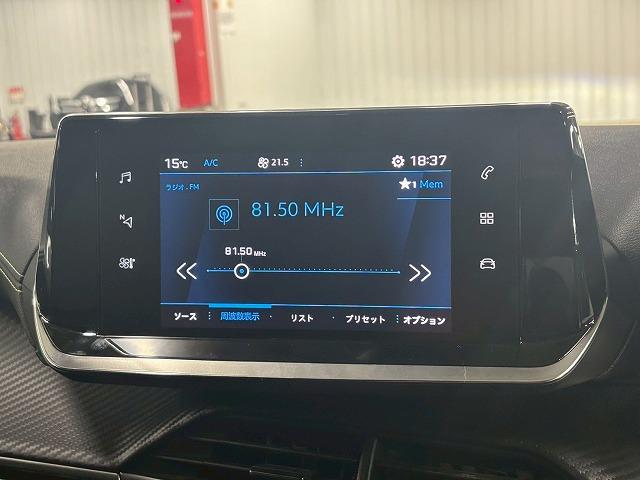 15℃ A/C 21.5 18:37
ラジオ - FM
1 Mem
N
81.50 MHz
81.50 MHz
ソース 周波数表示 リスト プリセット オプション